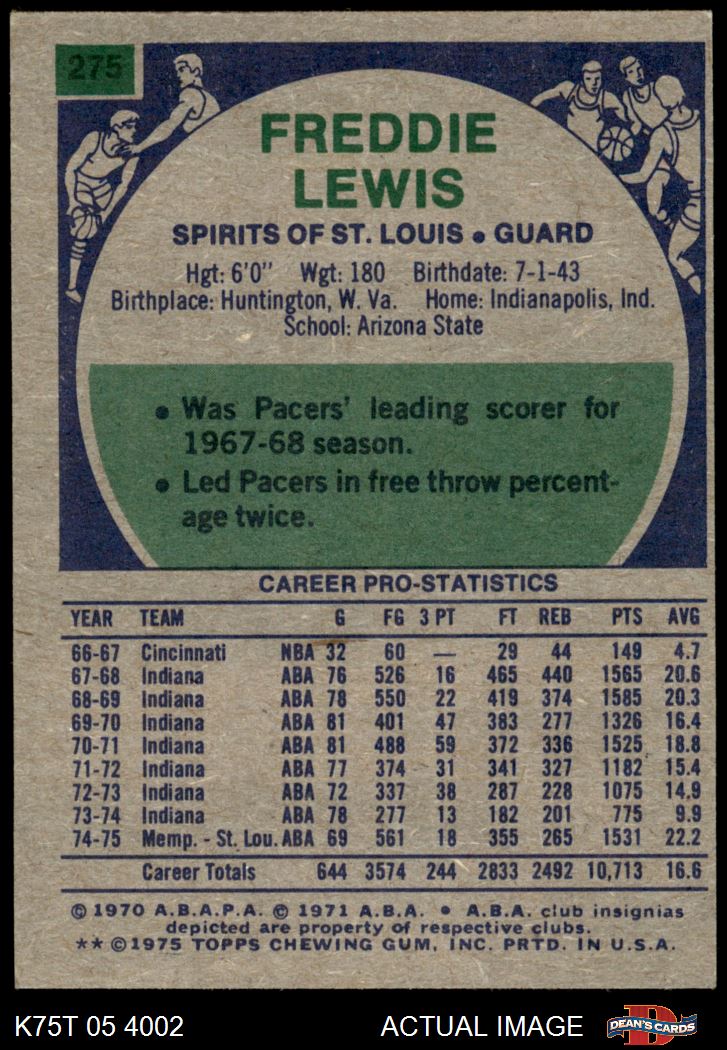 275
FREDDIE
LEWIS
SPIRITS OF ST. LOUIS • GUARD
Hgt: 6'0" Wgt: 180 Birthdate: 7-1-43
Birthplace: Huntington, W. Va. Home: Indianapolis, Ind.
School: Arizona State
• Was Pacers' leading scorer for
1967-68 season.
• Led Pacers in free throw percent-
age twice.
CAREER PRO-STATISTICS
YEAR TEAM G FG 3 PT FT REB PTS AVG
66-67 Cincinnati NBA 32 60 — 29 44 149 4.7
67-68 Indiana ABA 76 526 16 465 440 1565 20.6
68-69 Indiana ABA 78 550 22 419 374 1585 20.3
69-70 Indiana ABA 81 401 47 383 277 1326 16.4
70-71 Indiana ABA 81 488 59 372 336 1525 18.8
71-72 Indiana ABA 77 374 31 341 327 1182 15.4
72-73 Indiana ABA 72 337 38 287 228 1075 14.9
73-74 Indiana ABA 78 277 13 182 201 775 9.9
74-75 Memp. - St. Lou. ABA 69 561 18 355 265 1531 22.2
Career Totals 644 3574 244 2833 2492 10,713 16.6
© 1970 A.B.A.P.A. © 1971 A.B.A. • A.B.A. club insignias
depicted are property of respective clubs.
** © 1975 TOPPS CHEWING GUM, INC. PRTD. IN U.S.A.
K75T 05 4002 ACTUAL IMAGE D DEAN'S CARDS